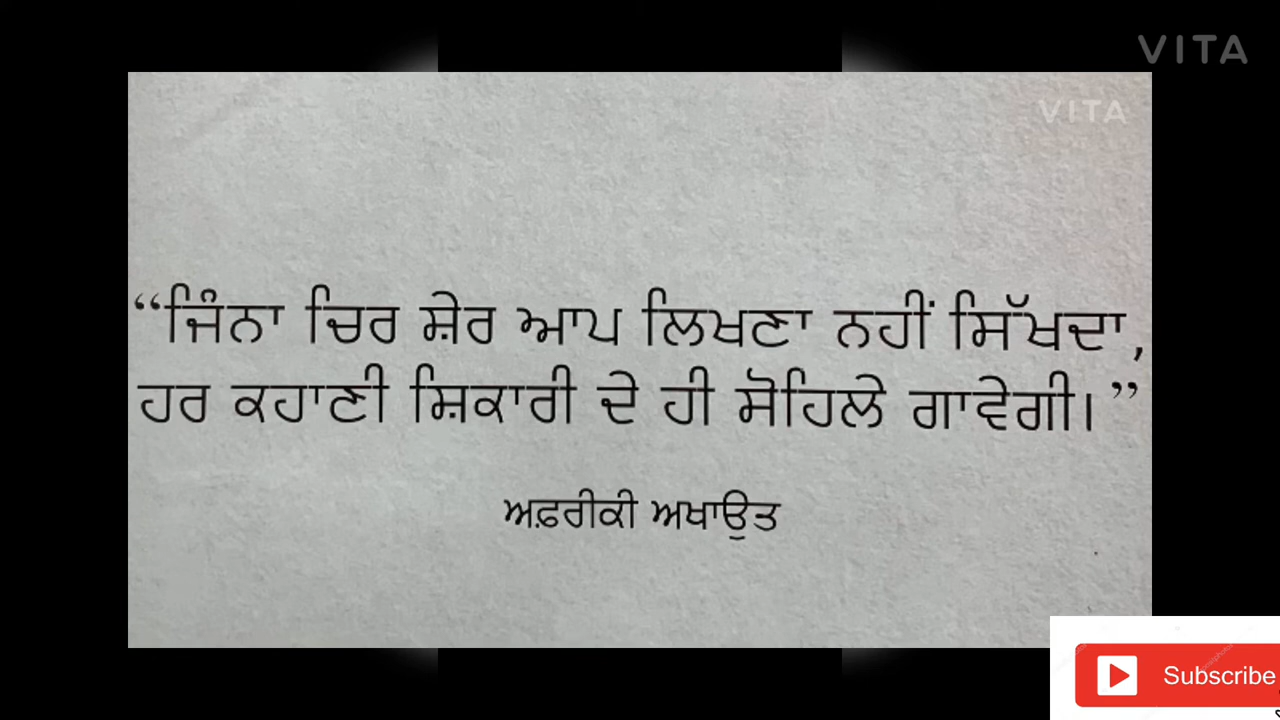 VITA
VITA
“ਜਿੰਨਾ ਚਿਰ ਸ਼ੇਰ ਆਪ ਲਿਖਣਾ ਨਹੀਂ ਸਿੱਖਦਾ,
ਹਰ ਕਹਾਣੀ ਸ਼ਿਕਾਰੀ ਦੇ ਹੀ ਸੋਹਿਲੇ ਗਾਵੇਗੀ।”
ਅਫ਼ਰੀਕੀ ਅਖਾਉਤ
Subscribe